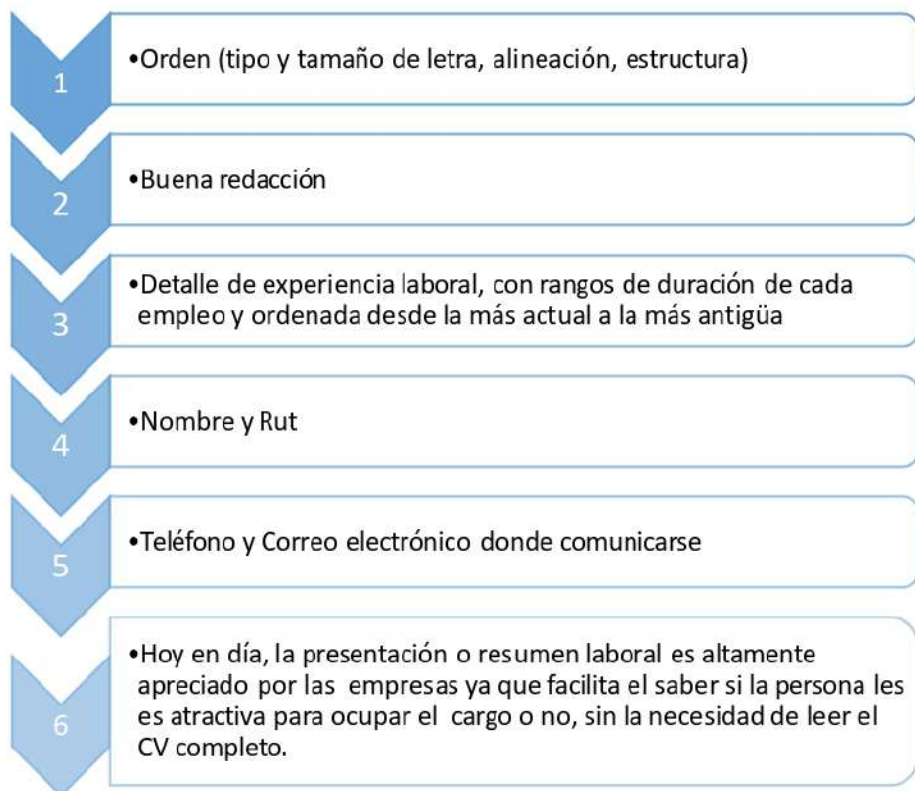 1
•Orden (tipo y tamaño de letra, alineación, estructura)
2
•Buena redacción
3
•Detalle de experiencia laboral, con rangos de duración de cada
empleo y ordenada desde la más actual a la más antigüa
4
•Nombre y Rut
5
•Teléfono y Correo electrónico donde comunicarse
6
•Hoy en día, la presentación o resumen laboral es altamente
apreciado por las empresas ya que facilita el saber si la persona les
es atractiva para ocupar el cargo o no, sin la necesidad de leer el
CV completo.